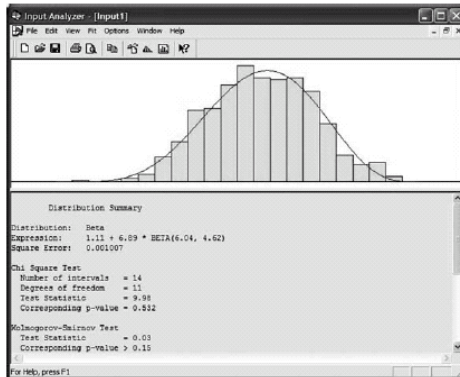 Input Analyzer - [Input1]
File Edit View Fit Options Window Help
Distribution Summary
Distribution: Beta
Expression: 1.11 + 6.89 * BETA(6.04, 4.62)
Square Error: 0.001007
Chi Square Test
Number of intervals = 14
Degrees of freedom = 11
Test Statistic = 9.98
Corresponding p-value = 0.532
Kolmogorov-Smirnov Test
Test Statistic = 0.03
Corresponding p-value > 0.15
For Help, press F1